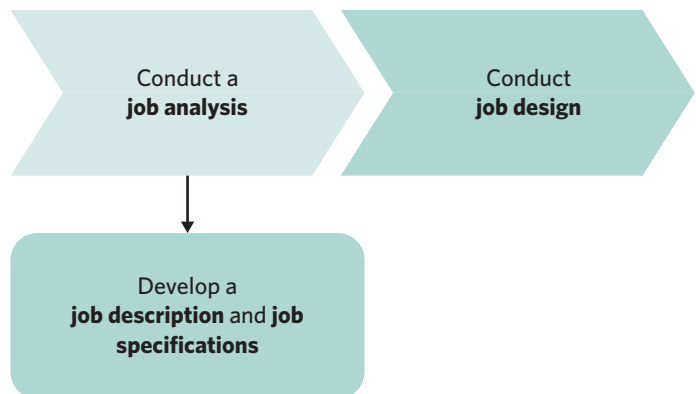 Conduct a
job analysis
Conduct
job design
Develop a
job description and job
specifications